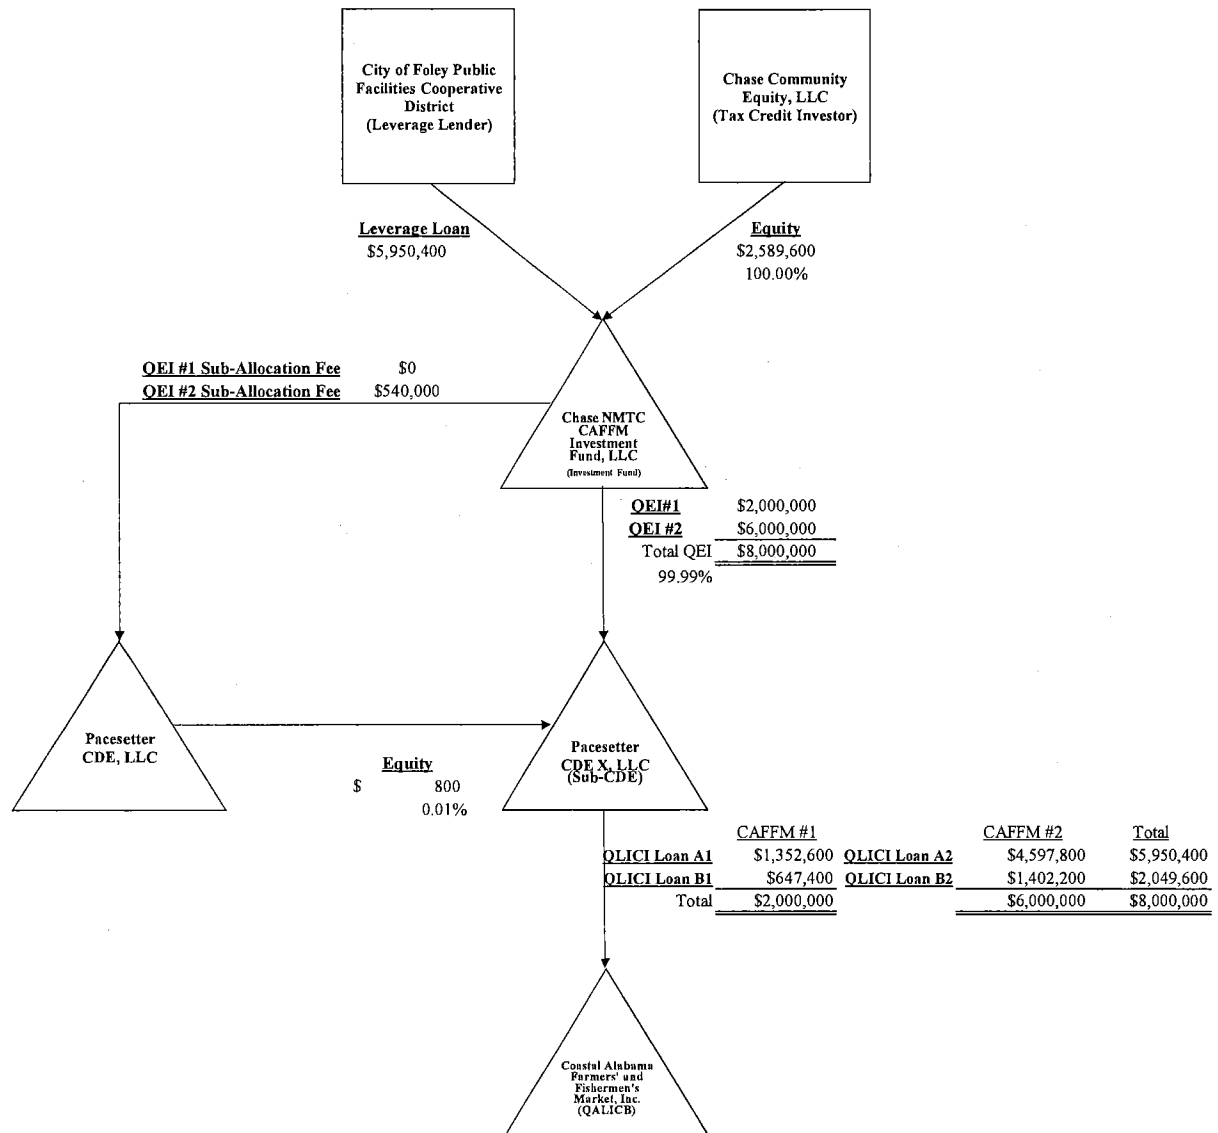 City of Foley Public
Facilities Cooperative
District
(Leverage Lender)
Chase Community
Equity, LLC
(Tax Credit Investor)
Leverage Loan
$5,950,400
Equity
$2,589,600
100.00%
QEI #1 Sub-Allocation Fee $0
QEI #2 Sub-Allocation Fee $540,000
Chase NMTC
CAFFM
Investment
Fund, LLC
(Investment Fund)
QEI#1 $2,000,000
QEI #2 $6,000,000
Total QEI $8,000,000
99.99%
Pacesetter
CDE, LLC
Equity
$ 800
0.01%
Pacesetter
CDE X, LLC
(Sub-CDE)
CAFFM #1 CAFFM #2 Total
QLICI Loan A1 $1,352,600 QLICI Loan A2 $4,597,800 $5,950,400
QLICI Loan B1 $647,400 QLICI Loan B2 $1,402,200 $2,049,600
Total $2,000,000 $6,000,000 $8,000,000
Coastal Alabama
Farmers' and
Fishermen's
Market, Inc.
(QALICB)